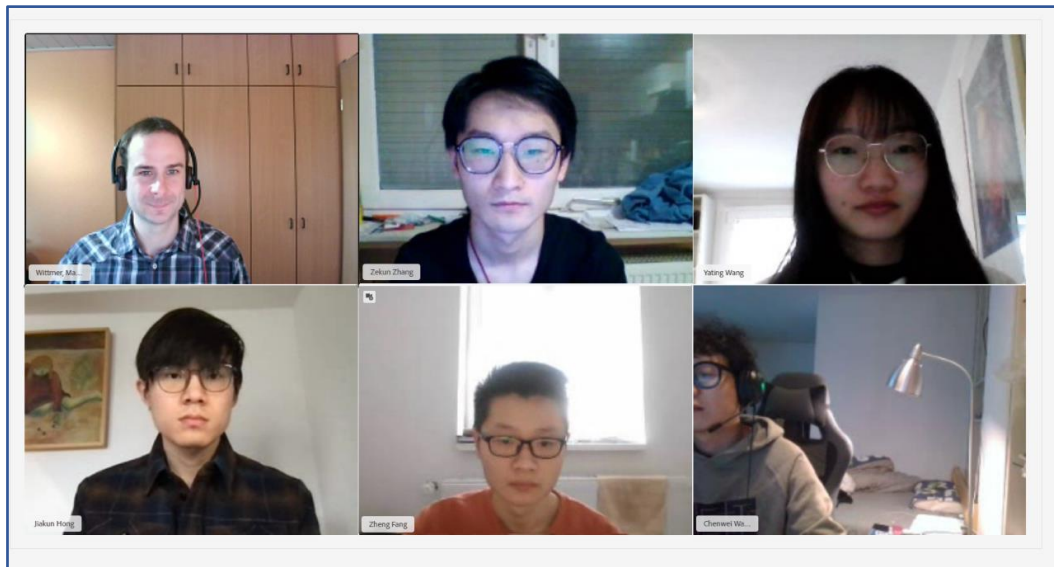 Wittmer, Ma...
Zekun Zhang
Yating Wang
Jiakun Hong
Zheng Fang
Chenwei Wa...